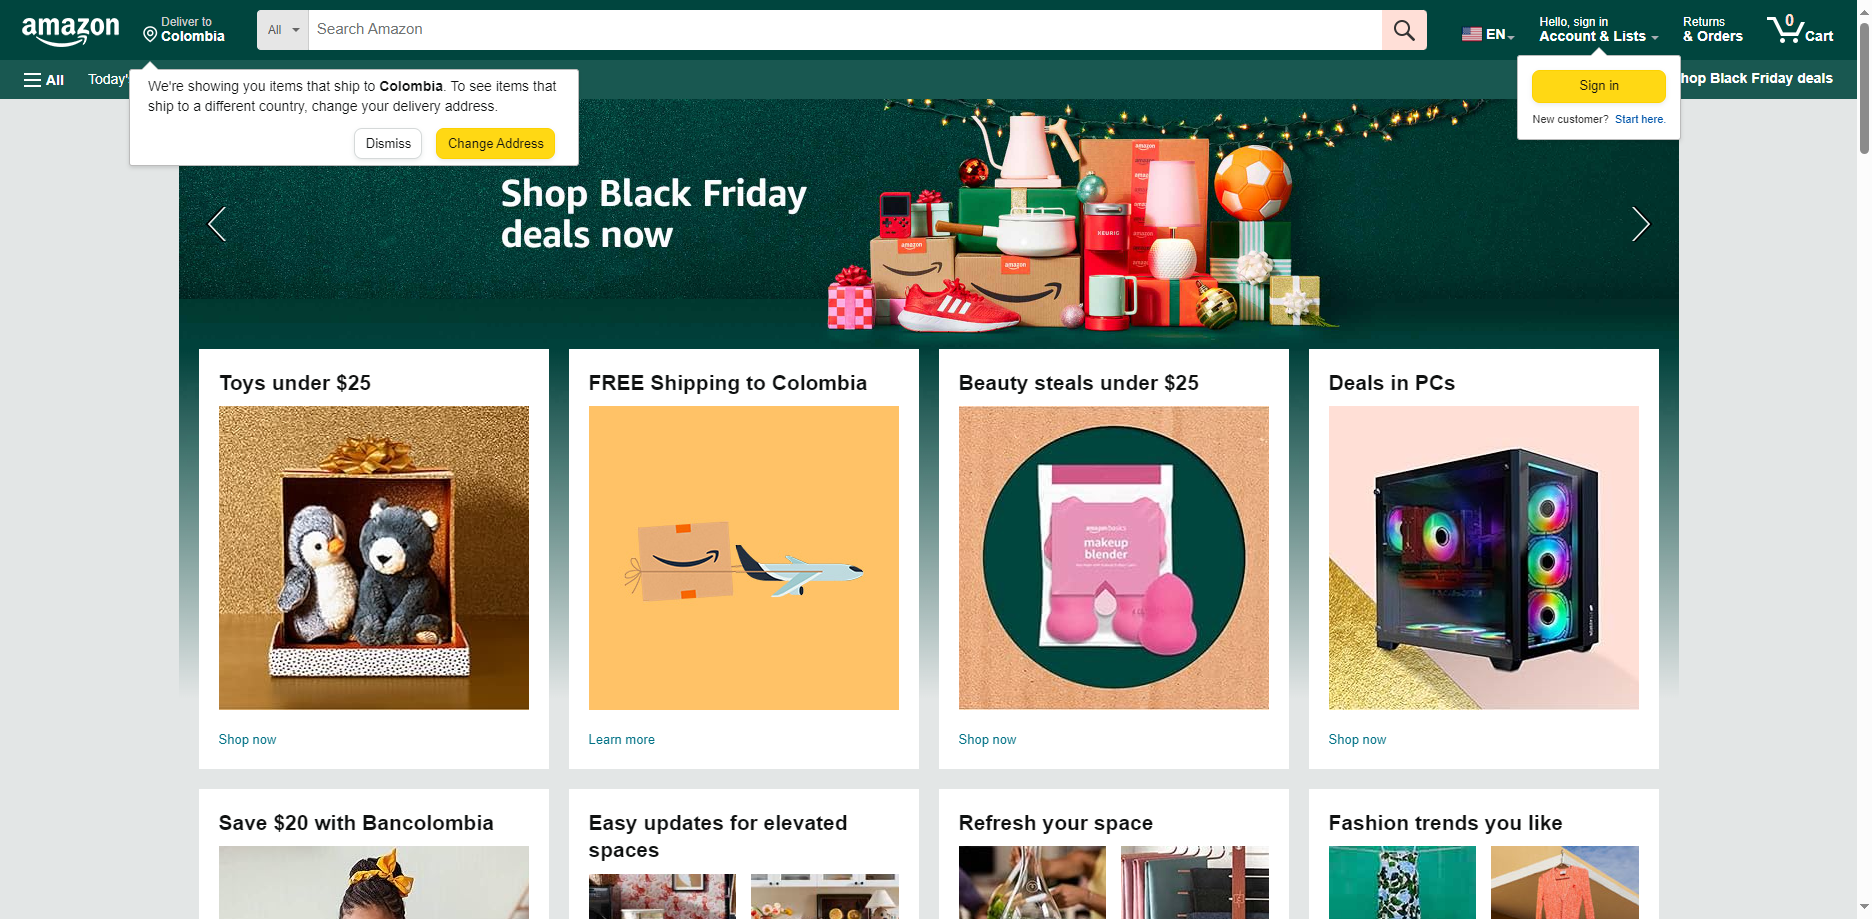 amazon
Deliver to
Colombia
All
Search Amazon
EN
Hello, sign in
Account & Lists
Returns
& Orders
0
Cart
All
Today's
hop Black Friday deals
We're showing you items that ship to Colombia. To see items that
ship to a different country, change your delivery address.
Dismiss
Change Address
Sign in
New customer? Start here.
Shop Black Friday
deals now
amazon
amazon
amazon
KEURIG
Toys under $25
Shop now
FREE Shipping to Colombia
Learn more
Beauty steals under $25
amazonbasics
makeup
blender
Shop now
Deals in PCs
Shop now
Save $20 with Bancolombia
Easy updates for elevated
spaces
Refresh your space
Fashion trends you like